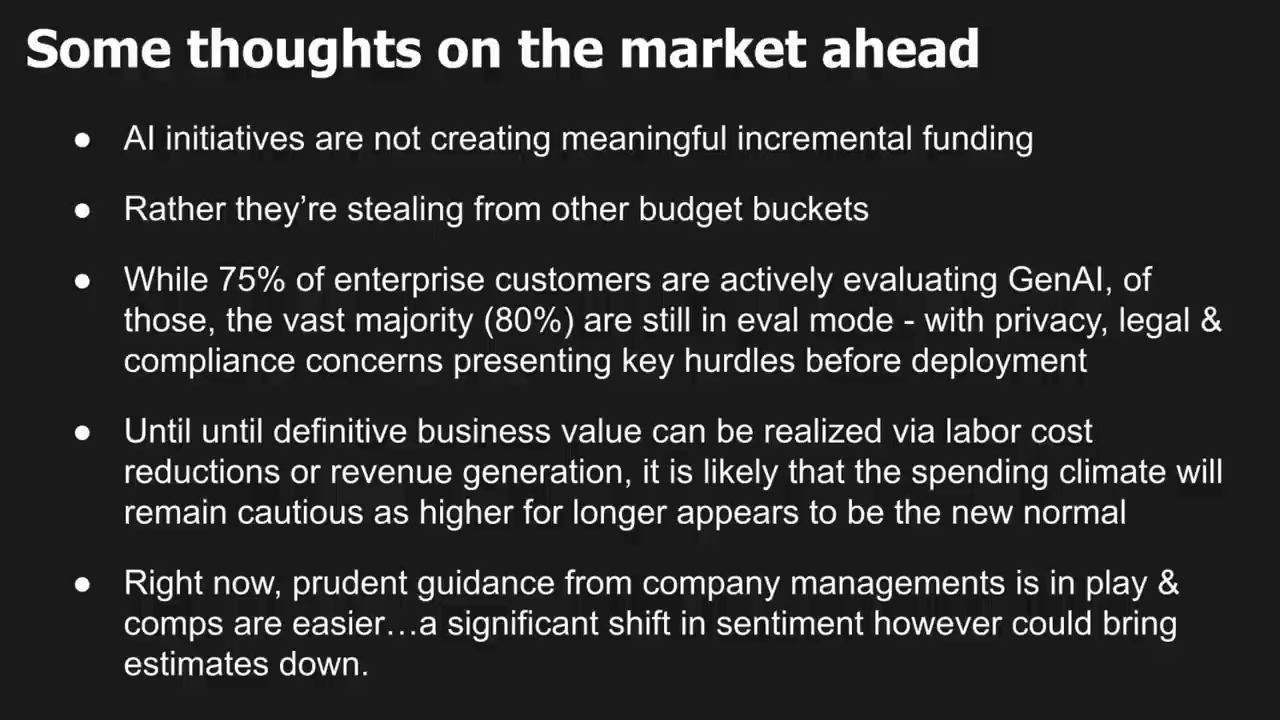 Some thoughts on the market ahead
● AI initiatives are not creating meaningful incremental funding
● Rather they’re stealing from other budget buckets
● While 75% of enterprise customers are actively evaluating GenAI, of
those, the vast majority (80%) are still in eval mode - with privacy, legal &
compliance concerns presenting key hurdles before deployment
● Until until definitive business value can be realized via labor cost
reductions or revenue generation, it is likely that the spending climate will
remain cautious as higher for longer appears to be the new normal
● Right now, prudent guidance from company managements is in play &
comps are easier…a significant shift in sentiment however could bring
estimates down.